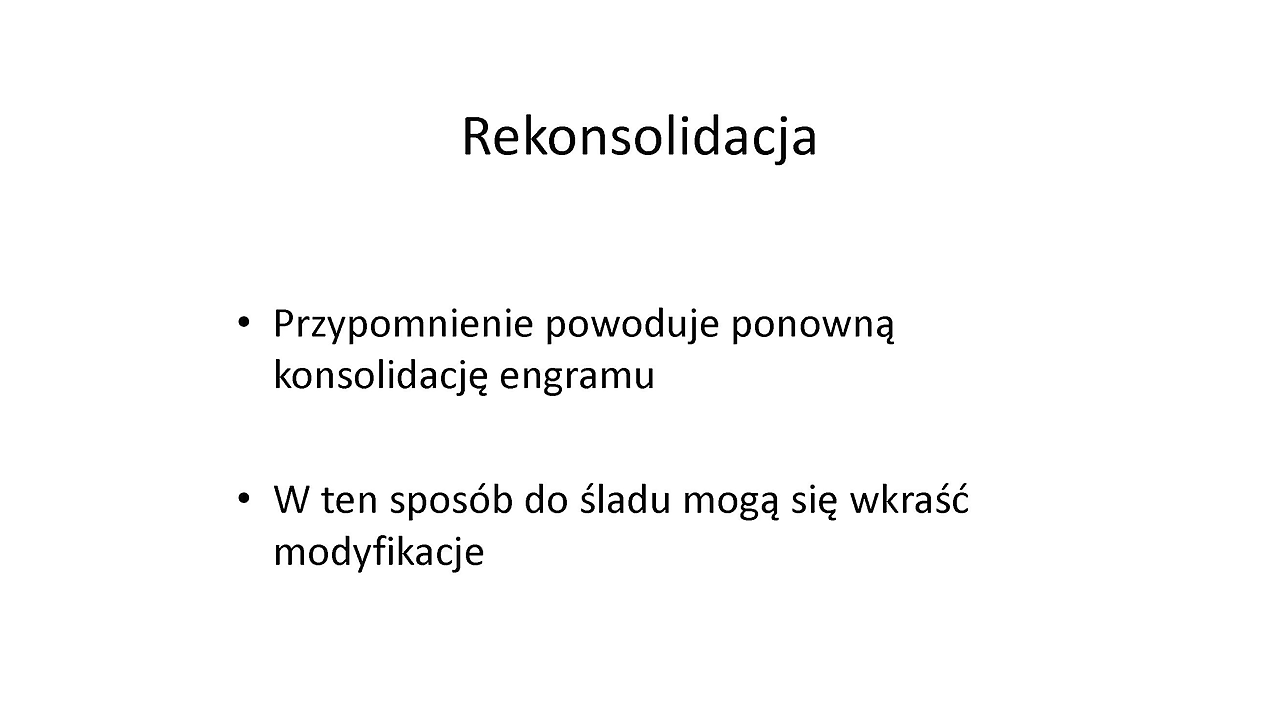 Rekonsolidacja
• Przypomnienie powoduje ponowną
konsolidację engramu
• W ten sposób do śladu mogą się wkraść
modyfikacje